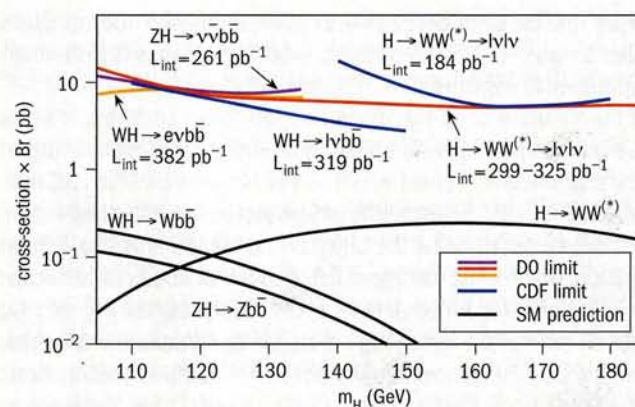 ZH→ννbb̄
L_int=261 pb⁻¹
H→WW⁽*⁾→lνlν
L_int=184 pb⁻¹
10
WH→eνbb̄
L_int=382 pb⁻¹
WH→lνbb̄
L_int=319 pb⁻¹
H→WW⁽*⁾→lνlν
L_int=299–325 pb⁻¹
cross-section × Br (pb)
1
WH→Wbb̄
H→WW⁽*⁾
10⁻¹
ZH→Zbb̄
D0 limit
CDF limit
SM prediction
10⁻²
110 120 130 140 150 160 170 180
m_H (GeV)